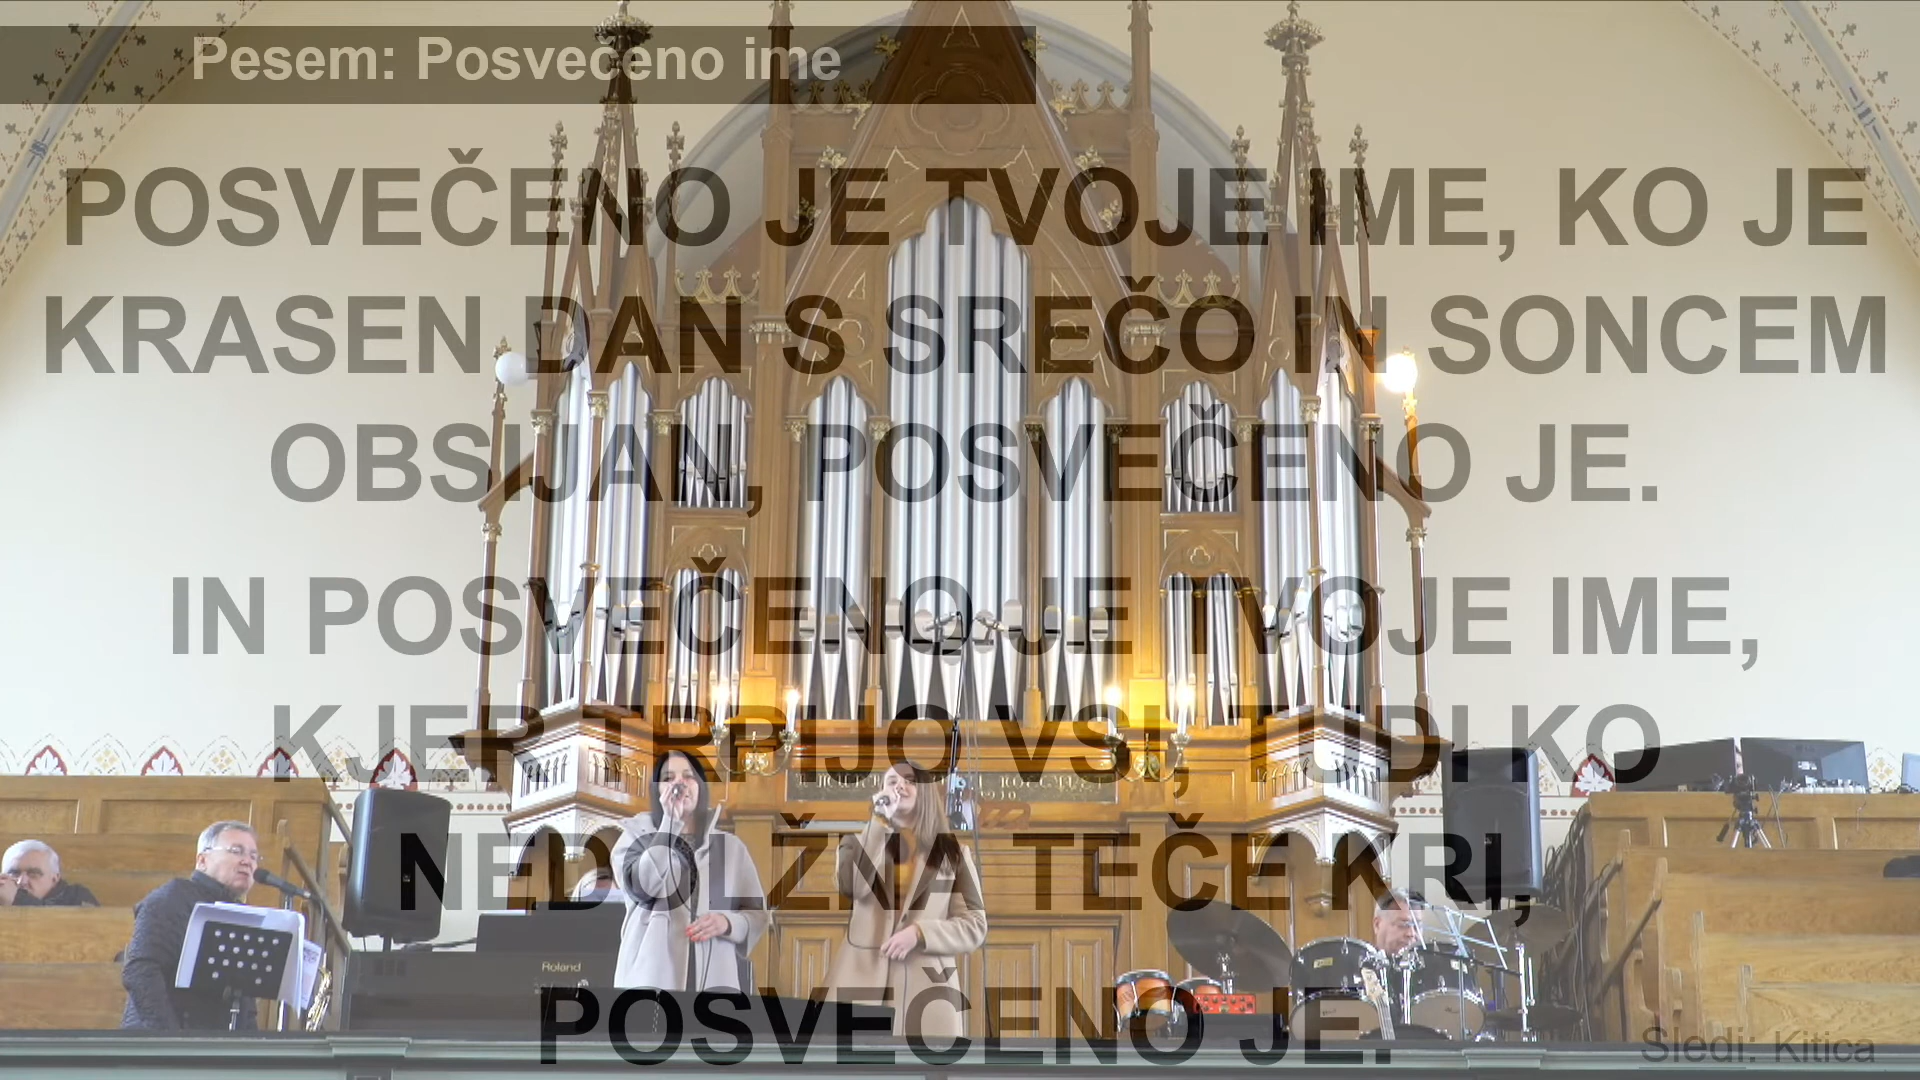 Pesem: Posvečeno ime
POSVEČENO JE TVOJE IME, KO JE
KRASEN DAN S SREČO IN SONCEM
OBSIJAN, POSVEČENO JE.
IN POSVEČENO JE TVOJE IME,
KJER TRPIJO VSI, TUDI KO
NEDOLŽNA TEČE KRI,
POSVEČENO JE.
Roland
Sledi: Kitica